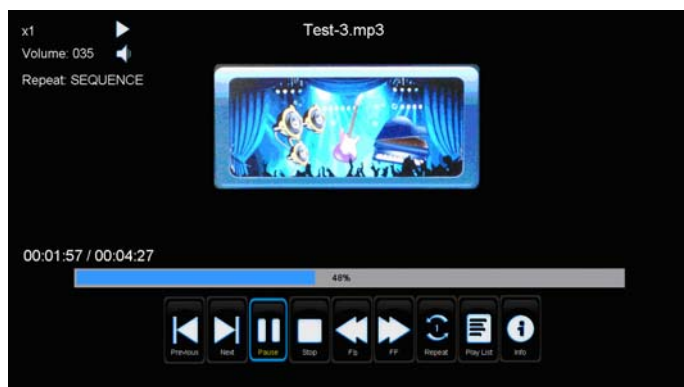 x1
Test-3.mp3
Volume: 035
Repeat: SEQUENCE
00:01:57 / 00:04:27
48%
Previous Next Pause Stop Fb FF Repeat Play List Info